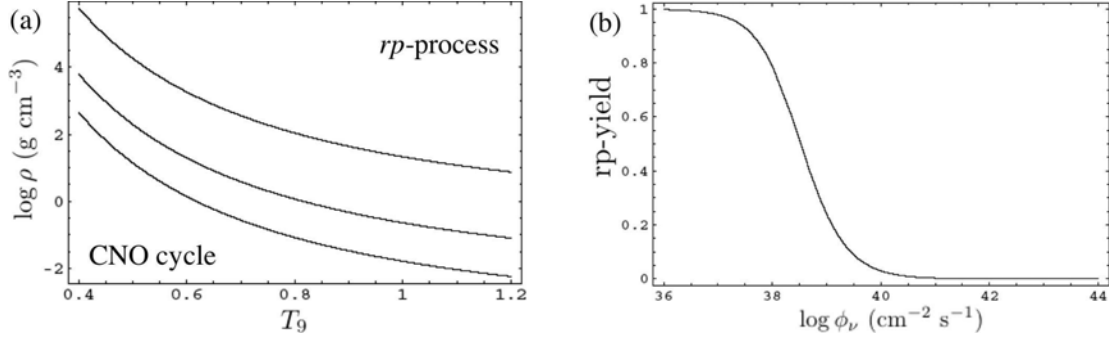 (a)
rp-process
CNO cycle
log ρ (g cm⁻³)
4
2
0
-2
0.4 0.6 0.8 1 1.2
T₉
(b)
rp-yield
1
0.8
0.6
0.4
0.2
0
36 38 40 42 44
log ϕᵥ (cm⁻² s⁻¹)